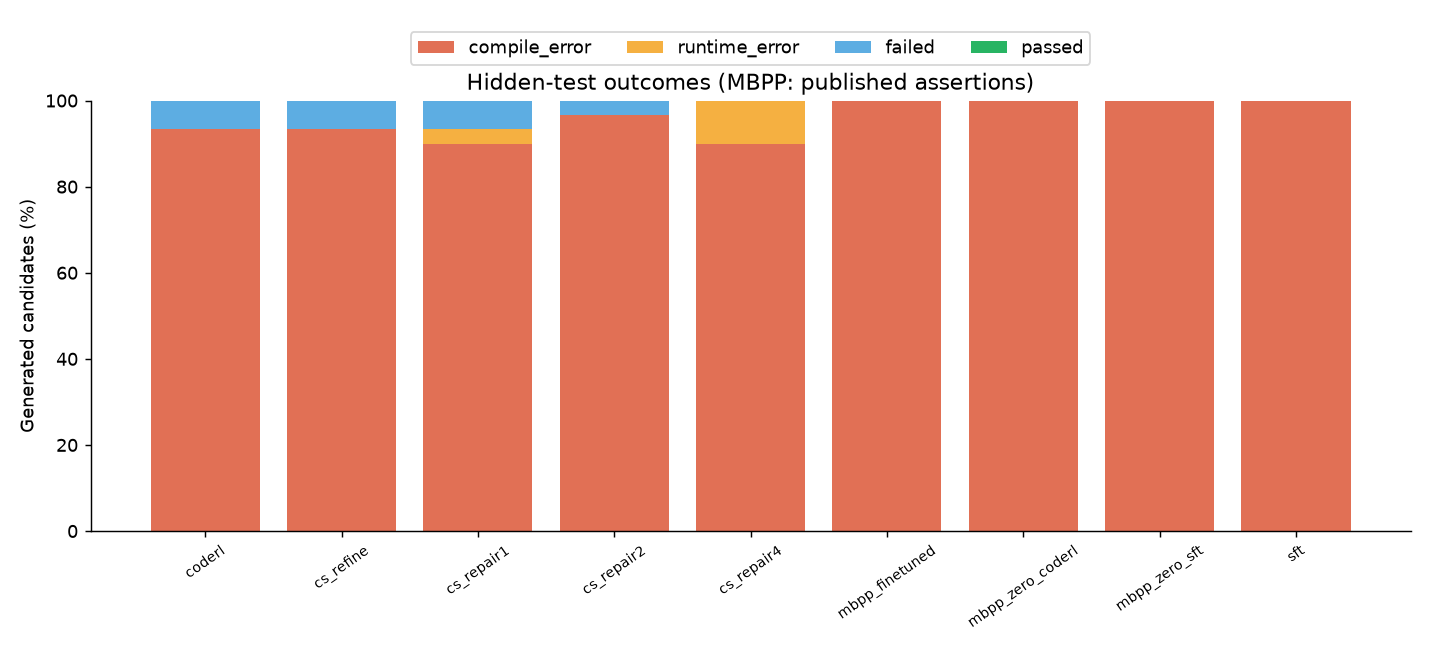 compile_error runtime_error failed passed
Hidden-test outcomes (MBPP: published assertions)
Generated candidates (%)
100
80
60
40
20
0
coderl cs_refine cs_repair1 cs_repair2 cs_repair4 mbpp_finetuned mbpp_zero_coderl mbpp_zero_sft sft